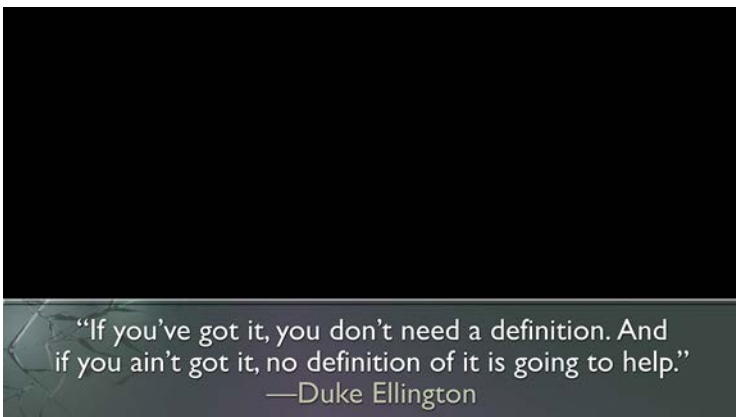 “If you’ve got it, you don’t need a definition. And
if you ain’t got it, no definition of it is going to help.”
—Duke Ellington